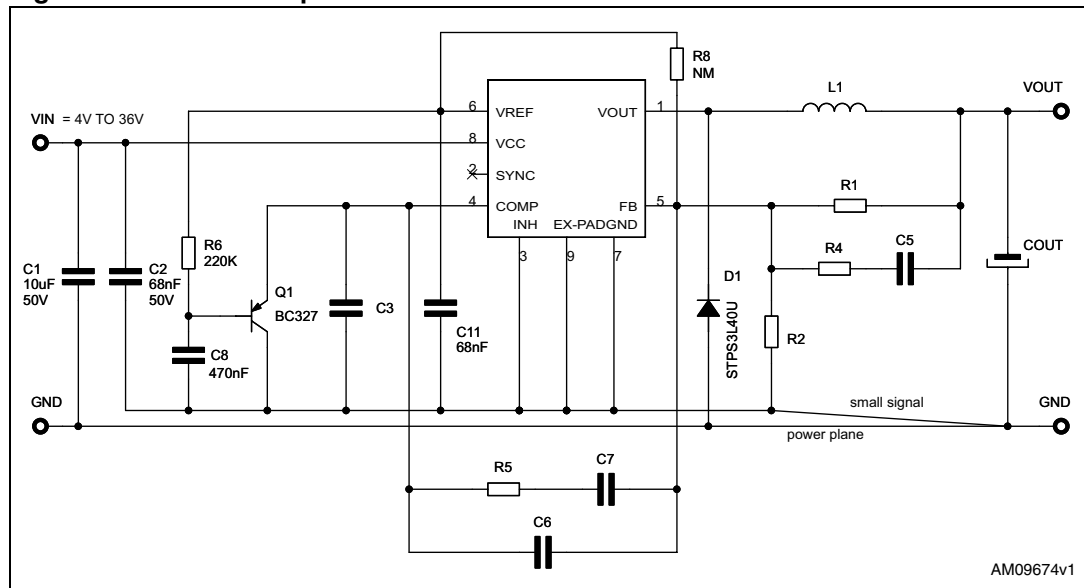 R8
NM
L1
VOUT
VIN = 4V TO 36V
6
VREF
VOUT
1
8
VCC
2
SYNC
4
COMP
FB
5
INH
EX-PADGND
3
9
7
R1
R4
C5
COUT
R6
220K
C1
10uF
50V
C2
68nF
50V
Q1
BC327
C3
C11
68nF
D1
STPS3L40U
R2
C8
470nF
GND
small signal
GND
power plane
R5
C7
C6
AM09674v1